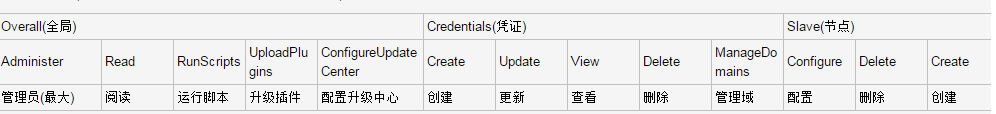 Overall(全局) Credentials(凭证) Slave(节点)
Administer Read RunScripts UploadPlugins ConfigureUpdateCenter Create Update View Delete ManageDomains Configure Delete Create
管理员(最大) 阅读 运行脚本 升级插件 配置升级中心 创建 更新 查看 删除 管理域 配置 删除 创建